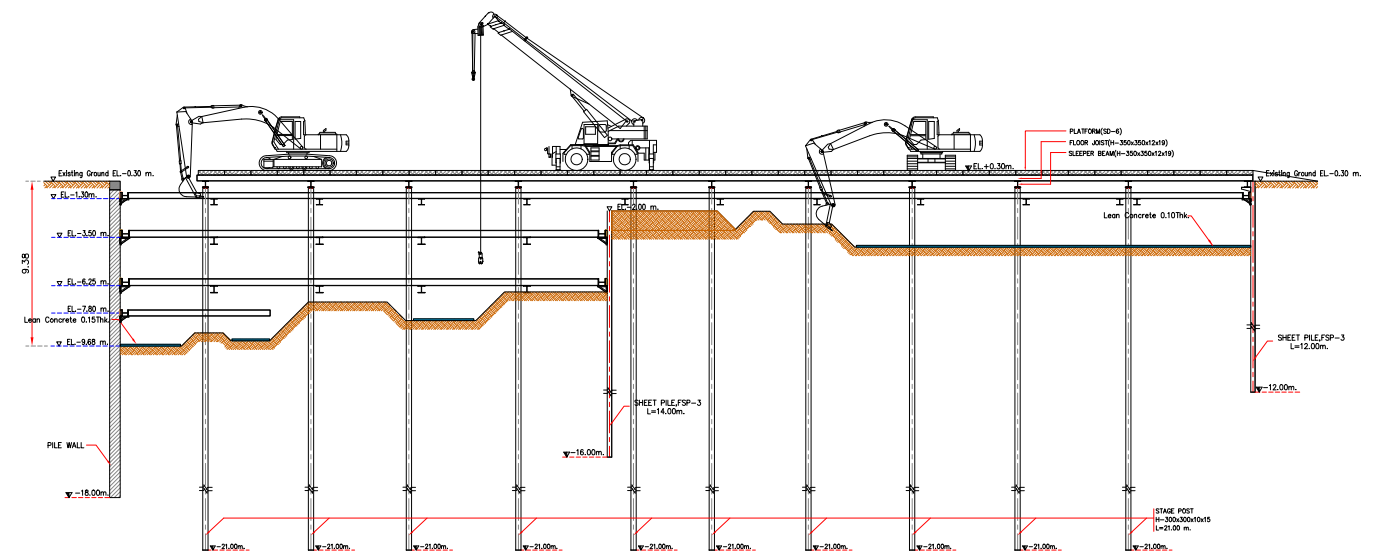 PLATFORM(SD-6)
FLOOR JOIST(H-350x350x12x19)
SLEEPER BEAM(H-350x350x12x19)
EL.+0.30m.
Existing Ground EL.-0.30 m.
Existing Ground EL.-0.30 m.
EL-1.30m.
EL-2.00 m.
Lean Concrete 0.10Thk.
EL-3.50 m.
9.38
EL-6.25 m.
EL-7.80 m.
Lean Concrete 0.15Thk.
EL-9.68 m.
SHEET PILE,FSP-3
L=12.00m.
-12.00m.
SHEET PILE,FSP-3
L=14.00m.
PILE WALL
-16.00m.
-18.00m.
STAGE POST
H-300x300x10x15
L=21.00 m.
-21.00m.
-21.00m.
-21.00m.
-21.00m.
-21.00m.
-21.00m.
-21.00m.
-21.00m.
-21.00m.
-21.00m.